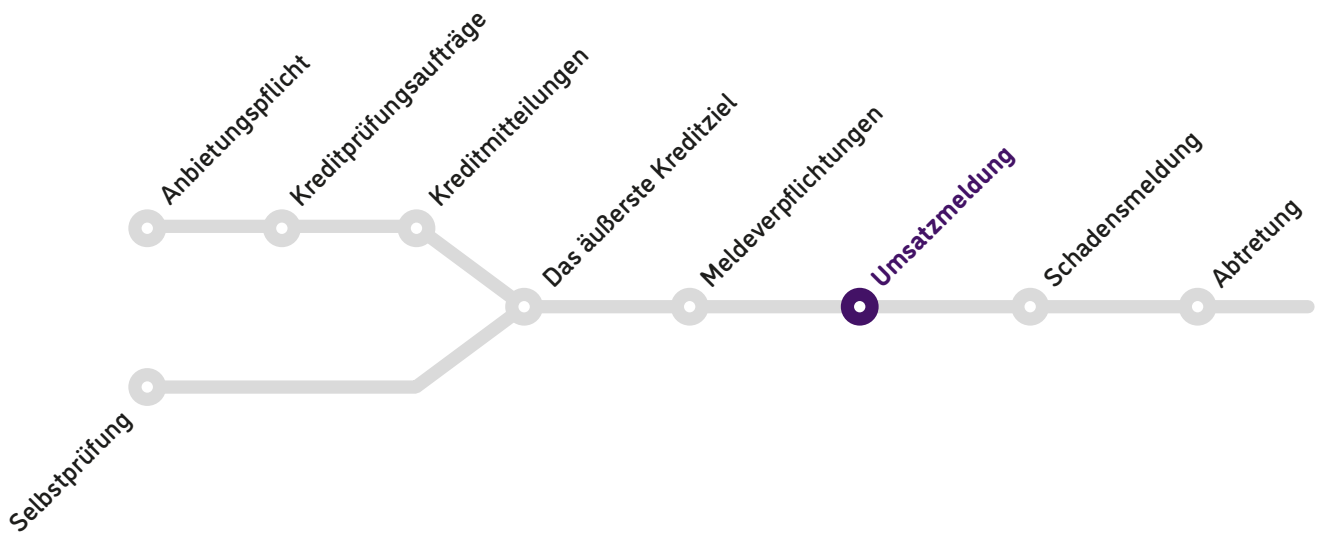 Anbietungspflicht
Kreditprüfungsaufträge
Kreditmitteilungen
Das äußerste Kreditziel
Meldeverpflichtungen
Umsatzmeldung
Schadensmeldung
Abtretung
Selbstprüfung